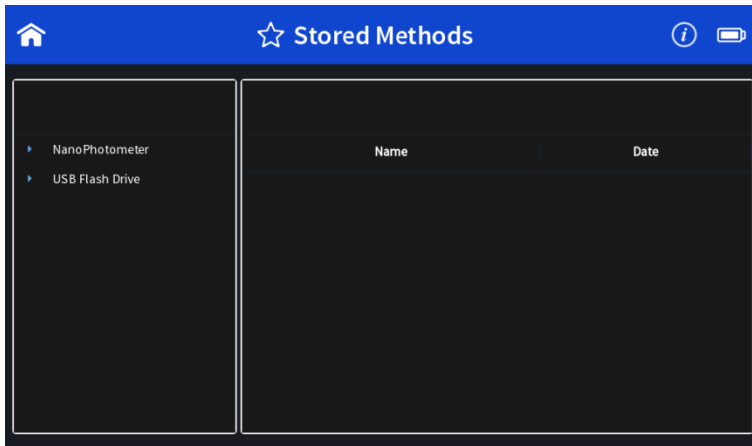 Stored Methods
i
NanoPhotometer
USB Flash Drive
Name Date